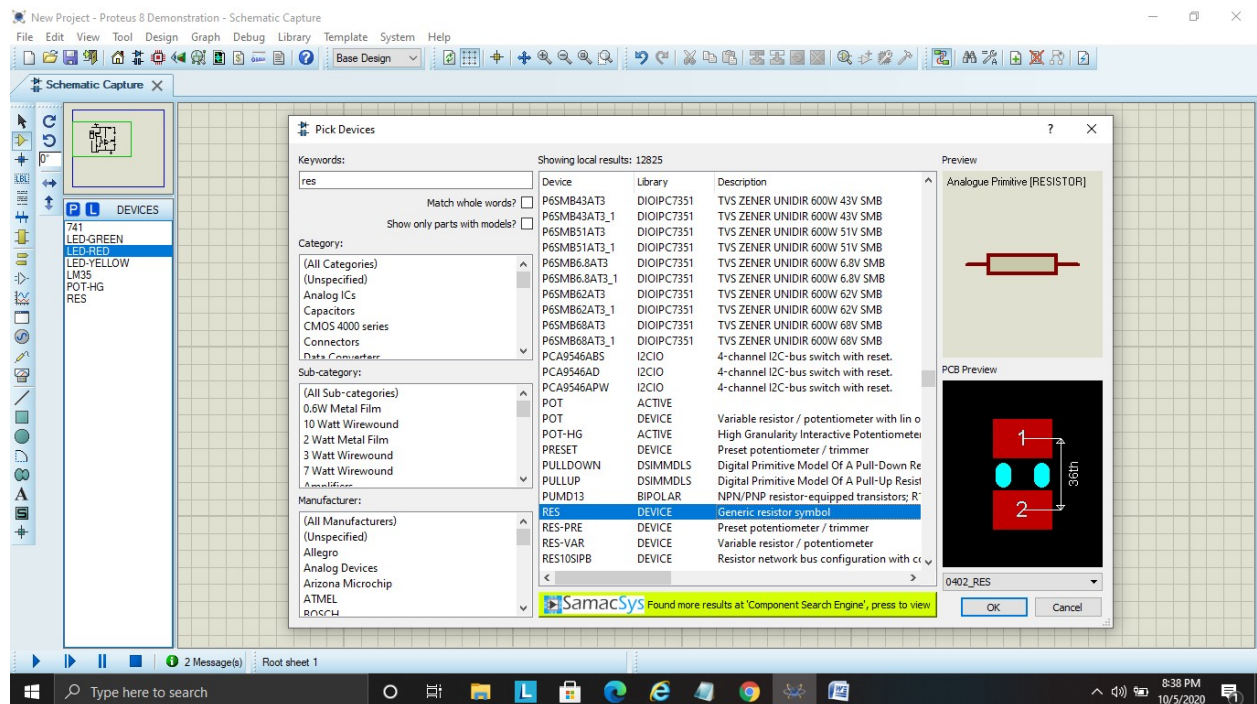 New Project - Proteus 8 Demonstration - Schematic Capture
File Edit View Tool Design Graph Debug Library Template System Help
Base Design
Schematic Capture
0°
LBL
P L DEVICES
741
LED-GREEN
LED-RED
LED-YELLOW
LM35
POT-HG
RES
A
S
Pick Devices
Keywords:
res
Match whole words?
Show only parts with models?
Category:
(All Categories)
(Unspecified)
Analog ICs
Capacitors
CMOS 4000 series
Connectors
Data Converters
Sub-category:
(All Sub-categories)
0.6W Metal Film
10 Watt Wirewound
2 Watt Metal Film
3 Watt Wirewound
7 Watt Wirewound
Amplifiers
Manufacturer:
(All Manufacturers)
(Unspecified)
Allegro
Analog Devices
Arizona Microchip
ATMEL
BOSCH
Showing local results: 12825
Device Library Description
P6SMB43AT3 DIOIPC7351 TVS ZENER UNIDIR 600W 43V SMB
P6SMB43AT3_1 DIOIPC7351 TVS ZENER UNIDIR 600W 43V SMB
P6SMB51AT3 DIOIPC7351 TVS ZENER UNIDIR 600W 51V SMB
P6SMB51AT3_1 DIOIPC7351 TVS ZENER UNIDIR 600W 51V SMB
P6SMB6.8AT3 DIOIPC7351 TVS ZENER UNIDIR 600W 6.8V SMB
P6SMB6.8AT3_1 DIOIPC7351 TVS ZENER UNIDIR 600W 6.8V SMB
P6SMB62AT3 DIOIPC7351 TVS ZENER UNIDIR 600W 62V SMB
P6SMB62AT3_1 DIOIPC7351 TVS ZENER UNIDIR 600W 62V SMB
P6SMB68AT3 DIOIPC7351 TVS ZENER UNIDIR 600W 68V SMB
P6SMB68AT3_1 DIOIPC7351 TVS ZENER UNIDIR 600W 68V SMB
PCA9546ABS I2CIO 4-channel I2C-bus switch with reset.
PCA9546AD I2CIO 4-channel I2C-bus switch with reset.
PCA9546APW I2CIO 4-channel I2C-bus switch with reset.
POT ACTIVE
POT DEVICE Variable resistor / potentiometer with lin o
POT-HG ACTIVE High Granularity Interactive Potentiometer
PRESET DEVICE Preset potentiometer / trimmer
PULLDOWN DSIMMDLS Digital Primitive Model Of A Pull-Down Re
PULLUP DSIMMDLS Digital Primitive Model Of A Pull-Up Resist
PUMD13 BIPOLAR NPN/PNP resistor-equipped transistors; R1
RES DEVICE Generic resistor symbol
RES-PRE DEVICE Preset potentiometer / trimmer
RES-VAR DEVICE Variable resistor / potentiometer
RES10SIPB DEVICE Resistor network bus configuration with cc
SamacSys Found more results at 'Component Search Engine', press to view
Preview
Analogue Primitive [RESISTOR]
PCB Preview
1
36th
2
0402_RES
OK Cancel
2 Message(s) Root sheet 1
Type here to search
8:38 PM
10/5/2020